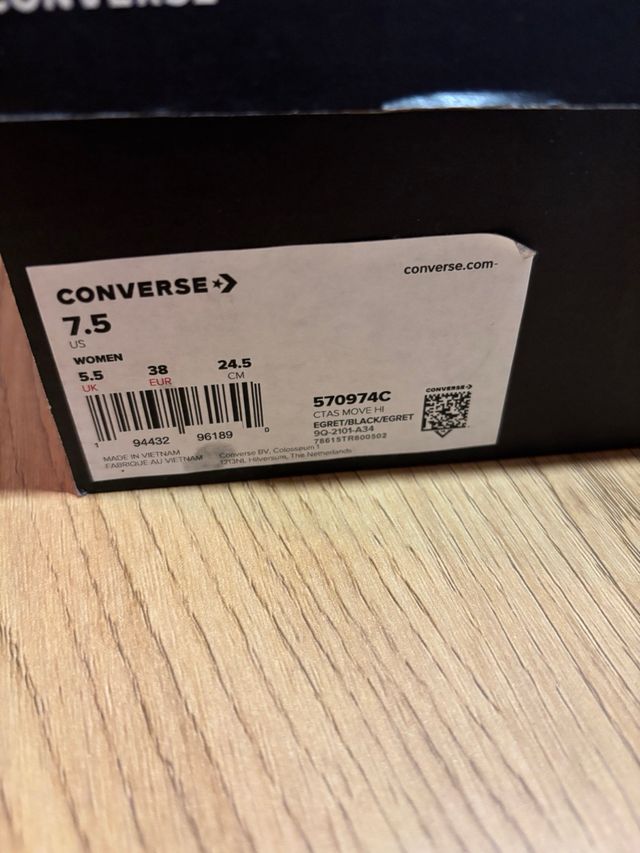 CONVERSE
CONVERSE
converse.com
7.5
US
WOMEN
5.5 38 24.5
UK EUR CM
1 94432 96189 0
MADE IN VIETNAM
FABRIQUE AU VIETNAM
Converse BV, Colosseum 1
1213NL Hilversum, The Netherlands
570974C
CTAS MOVE HI
EGRET/BLACK/EGRET
9Q-2101-A34
78615TR600502
CONVERSE